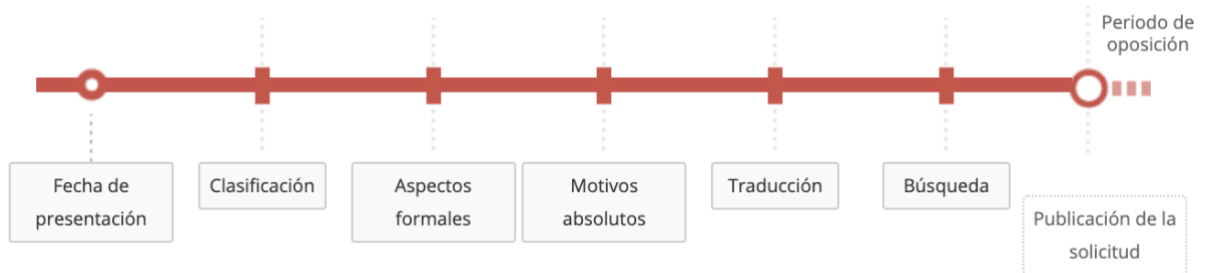 Periodo de
oposición
Fecha de
presentación
Clasificación
Aspectos
formales
Motivos
absolutos
Traducción
Búsqueda
Publicación de la
solicitud